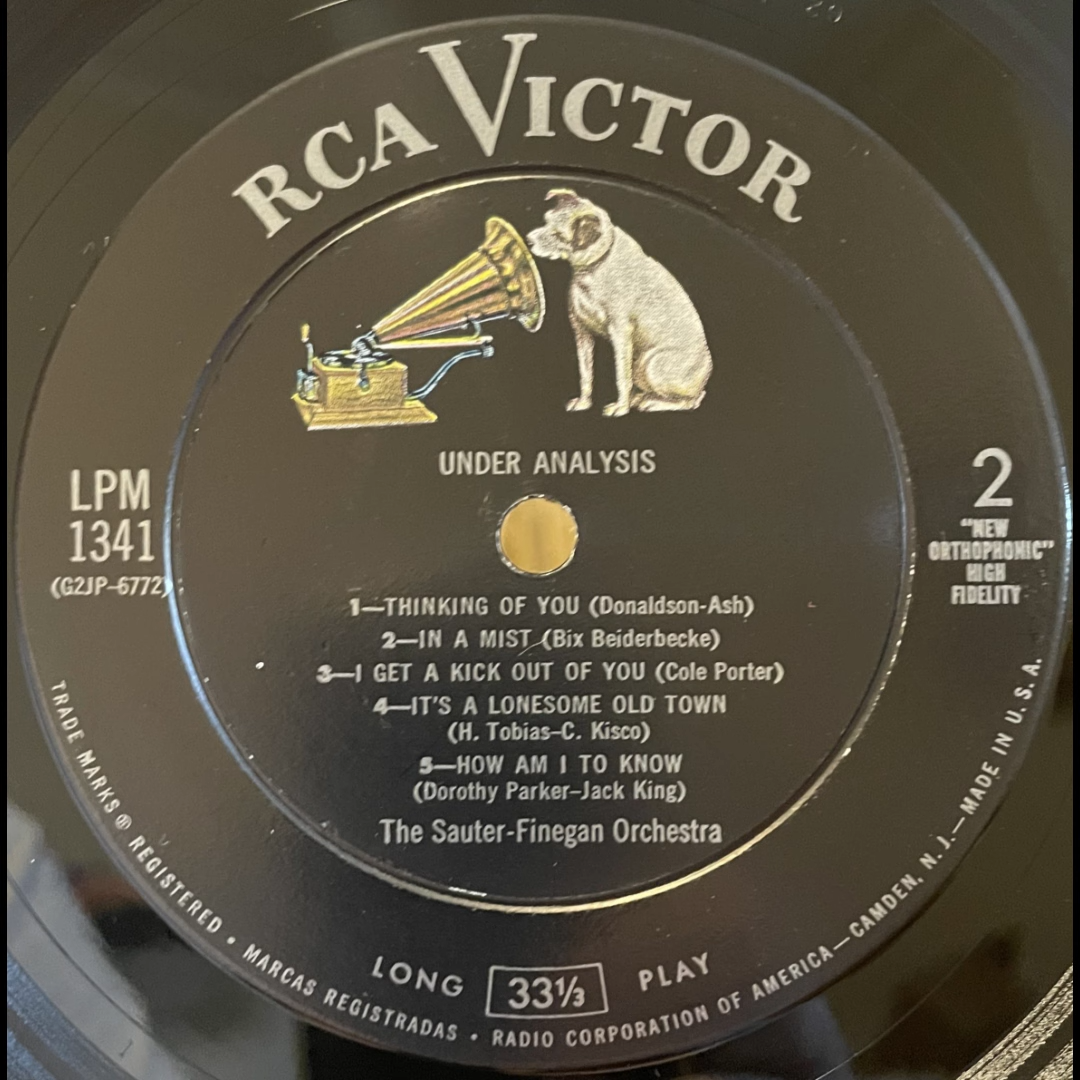 RCA VICTOR
UNDER ANALYSIS
LPM
1341
(G2JP-6772)
2
“NEW
ORTHOPHONIC”
HIGH
FIDELITY
1—THINKING OF YOU (Donaldson-Ash)
2—IN A MIST (Bix Beiderbecke)
3—I GET A KICK OUT OF YOU (Cole Porter)
4—IT'S A LONESOME OLD TOWN
(H. Tobias–C. Kisco)
5—HOW AM I TO KNOW
(Dorothy Parker–Jack King)
The Sauter-Finegan Orchestra
LONG 33⅓ PLAY
TRADE MARKS ® REGISTERED • MARCAS REGISTRADAS • RADIO CORPORATION OF AMERICA—CAMDEN, N. J.—MADE IN U. S. A.